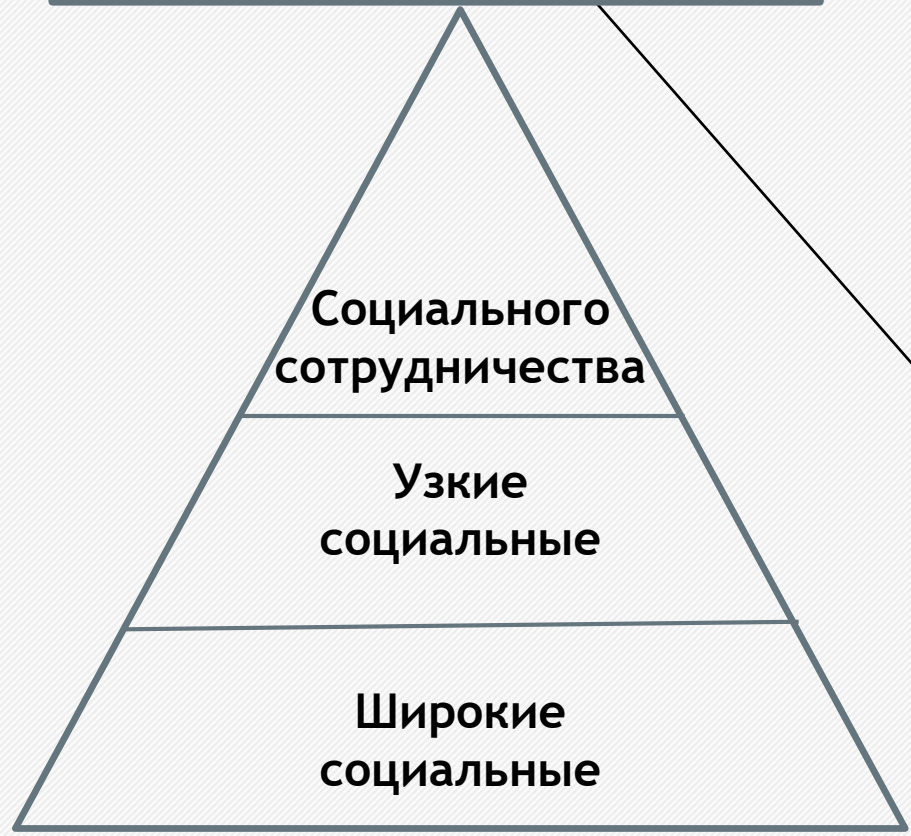 Социального
сотрудничества
Узкие
социальные
Широкие
социальные